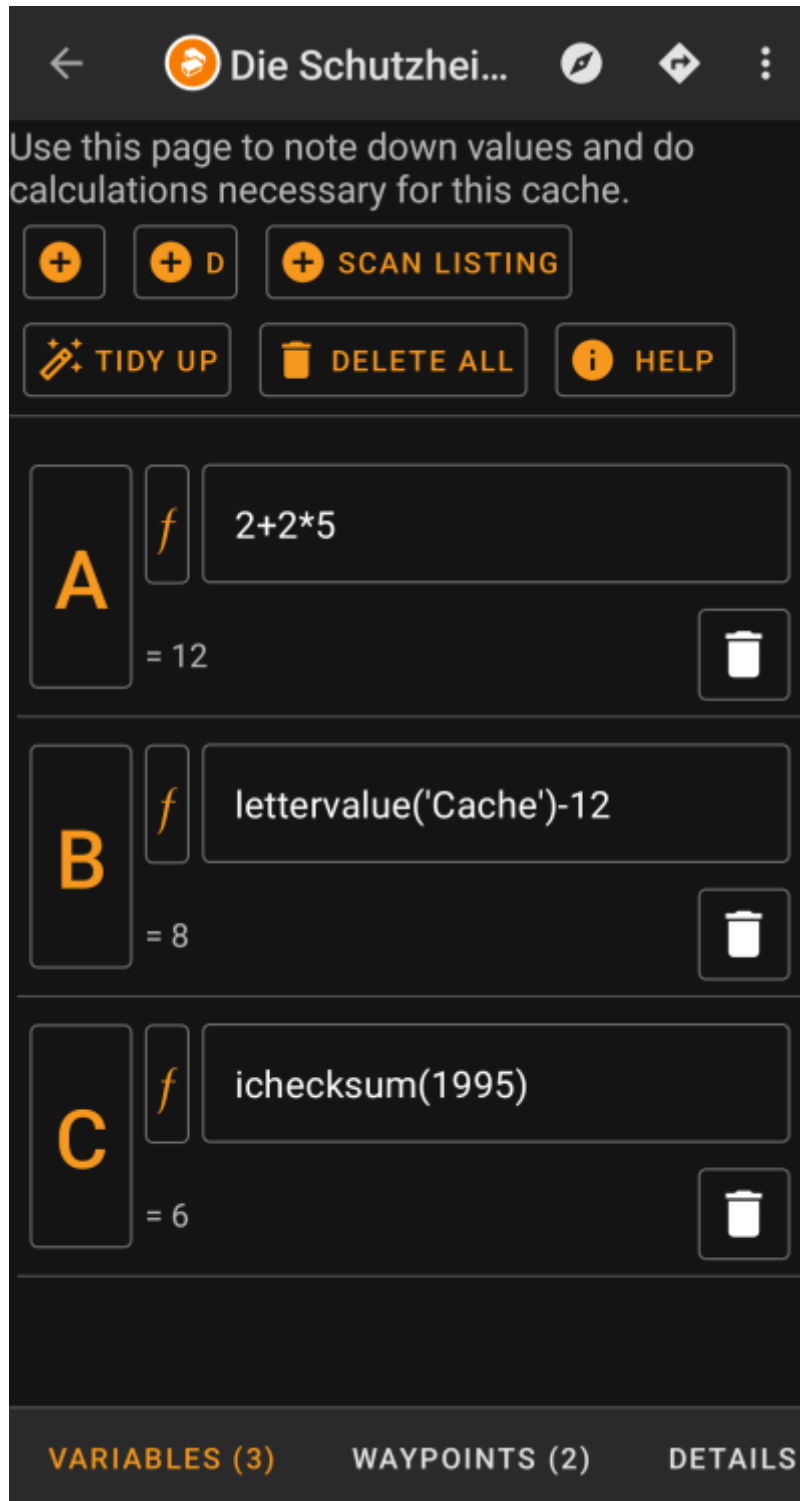 Die Schutzhei...
Use this page to note down values and do
calculations necessary for this cache.
D
SCAN LISTING
TIDY UP
DELETE ALL
HELP
A
f
2+2*5
= 12
B
f
lettervalue('Cache')-12
= 8
C
f
ichecksum(1995)
= 6
VARIABLES (3)
WAYPOINTS (2)
DETAILS